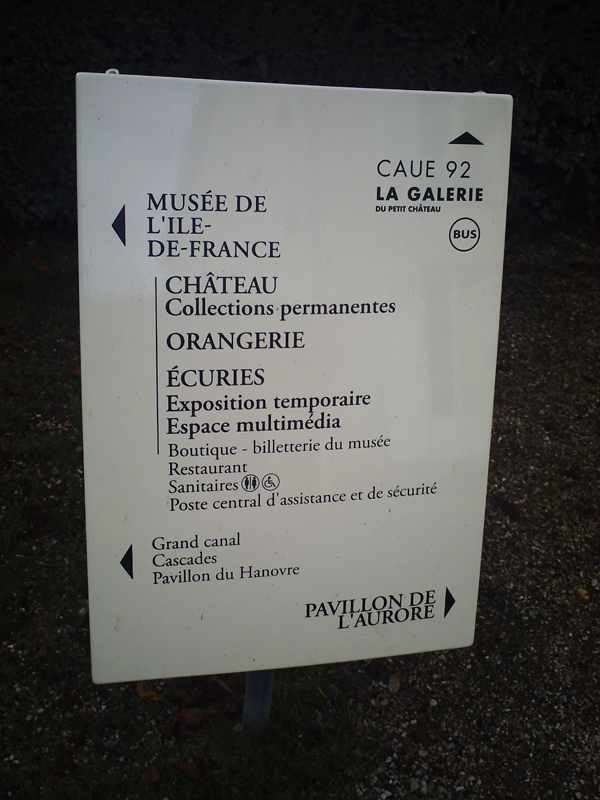 CAUE 92
LA GALERIE
DU PETIT CHÂTEAU
BUS
MUSÉE DE
L'ILE-
DE-FRANCE
CHÂTEAU
Collections permanentes
ORANGERIE
ÉCURIES
Exposition temporaire
Espace multimédia
Boutique - billetterie du musée
Restaurant
Sanitaires
Poste central d'assistance et de sécurité
Grand canal
Cascades
Pavillon du Hanovre
PAVILLON DE
L'AURORE